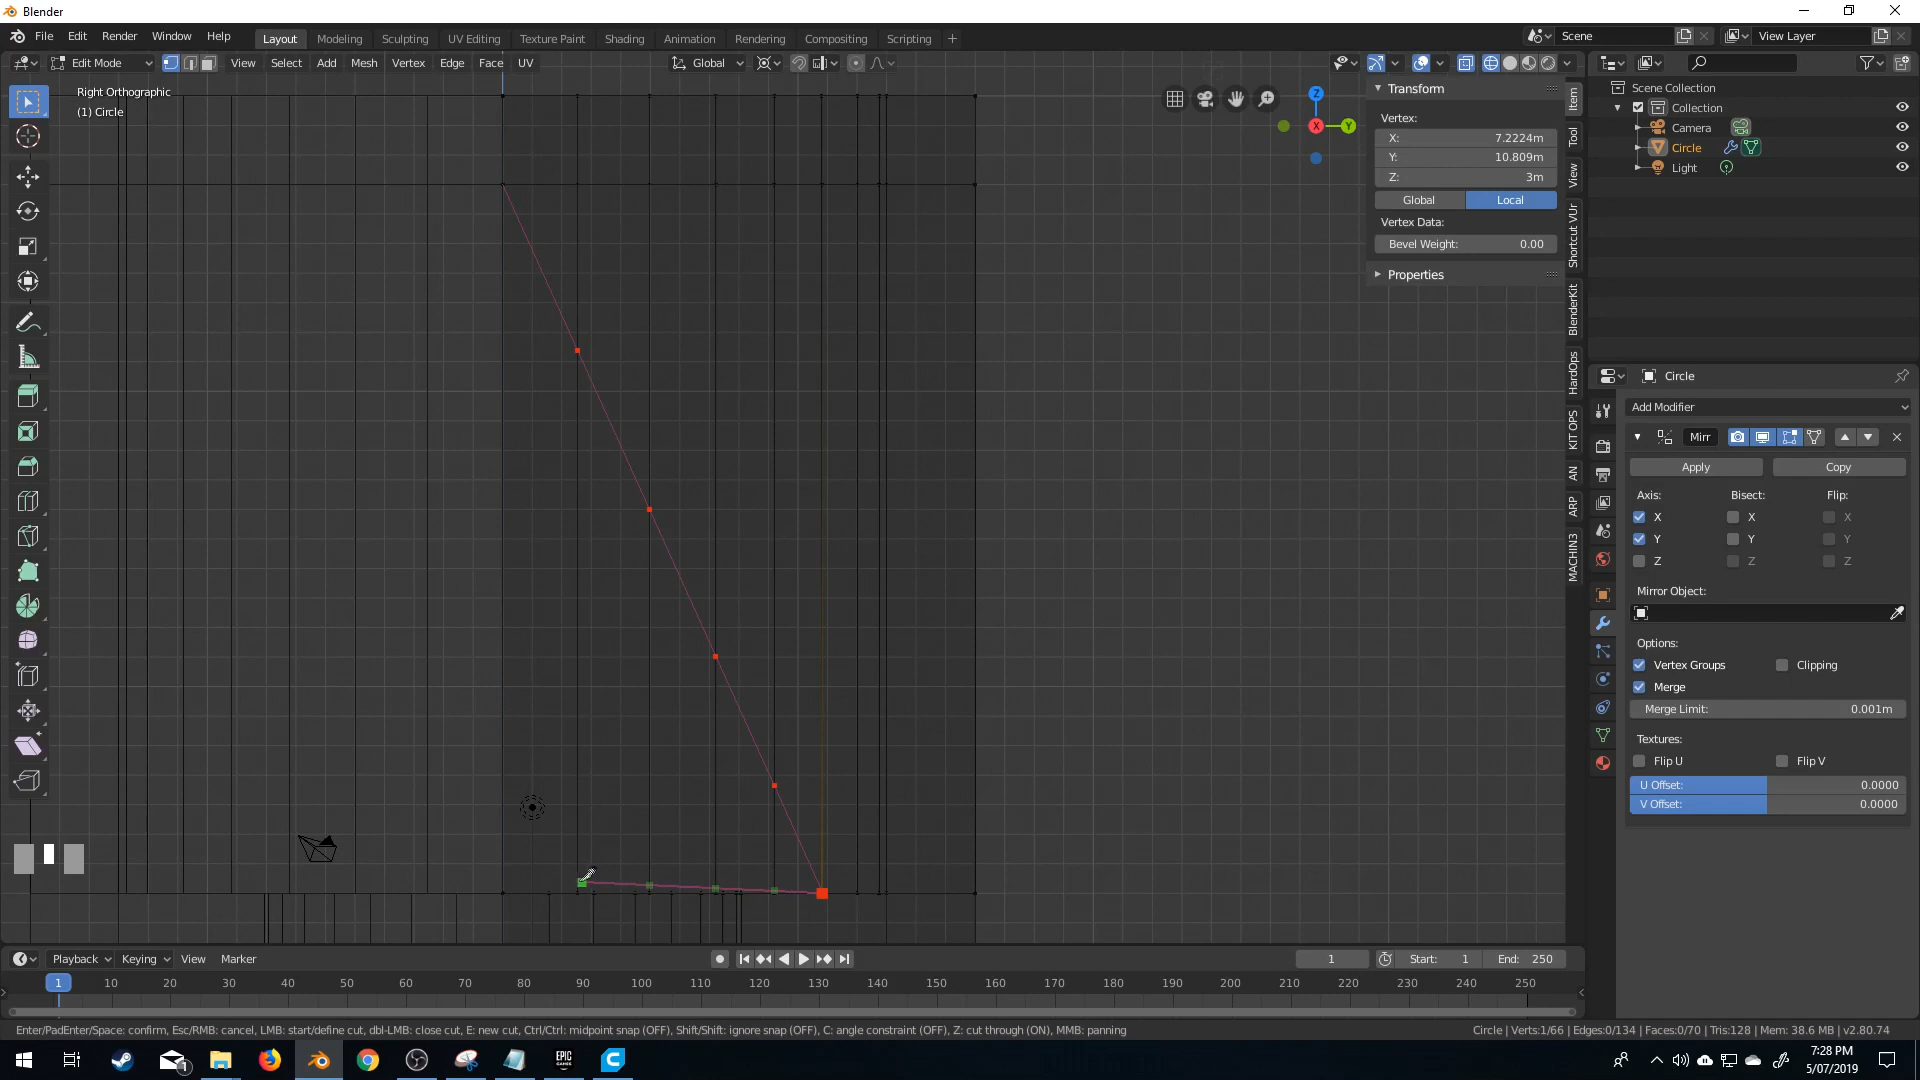 Blender
File Edit Render Window Help
Layout Modeling Sculpting UV Editing Texture Paint Shading Animation Rendering Compositing Scripting +
Scene View Layer
Edit Mode View Select Add Mesh Vertex Edge Face UV Global
Right Orthographic
(1) Circle
Z
X
Y
Transform
Vertex:
X: 7.2224m
Y: 10.809m
Z: 3m
Global Local
Vertex Data:
Bevel Weight: 0.00
Properties
Item
Tool
View
Shortcut VUr
BlenderKit
HardOps
KIT OPS
AN
ARP
MACHIN3
Scene Collection
Collection
Camera
Circle
Light
Circle
Add Modifier
Mirr
Apply Copy
Axis: Bisect: Flip:
X X X
Y Y Y
Z Z Z
Mirror Object:
Options:
Vertex Groups Clipping
Merge
Merge Limit: 0.001m
Textures:
Flip U Flip V
U Offset: 0.0000
V Offset: 0.0000
Playback Keying View Marker
1 Start: 1 End: 250
1 10 20 30 40 50 60 70 80 90 100 110 120 130 140 150 160 170 180 190 200 210 220 230 240 250
Enter/PadEnter/Space: confirm, Esc/RMB: cancel, LMB: start/define cut, dbl-LMB: close cut, E: new cut, Ctrl/Ctrl: midpoint snap (OFF), Shift/Shift: ignore snap (OFF), C: angle constraint (OFF), Z: cut through (ON), MMB: panning
Circle | Verts:1/66 | Edges:0/134 | Faces:0/70 | Tris:128 | Mem: 38.6 MB | v2.80.74
1
EPIC
GAMES
7:28 PM
5/07/2019